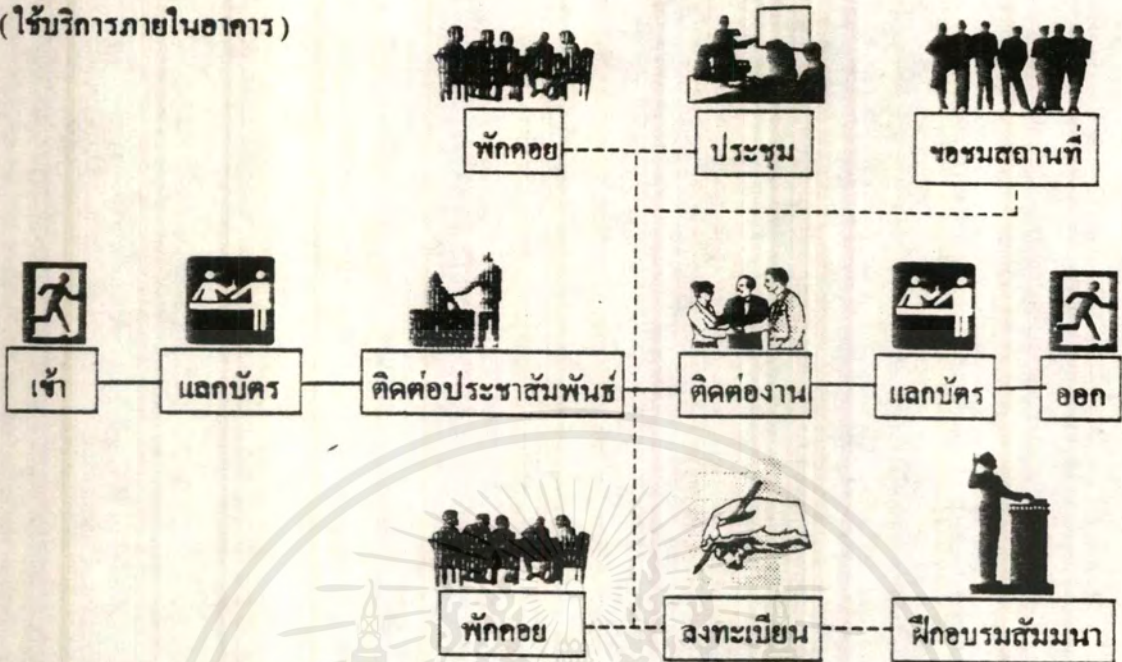 (ใช้บริการภายในอาคาร)
พักคอย ประชุม ขอชมสถานที่
เข้า แลกบัตร ติดต่อประชาสัมพันธ์ ติดต่องาน แลกบัตร ออก
พักคอย ลงทะเบียน ฝึกอบรมสัมมนา